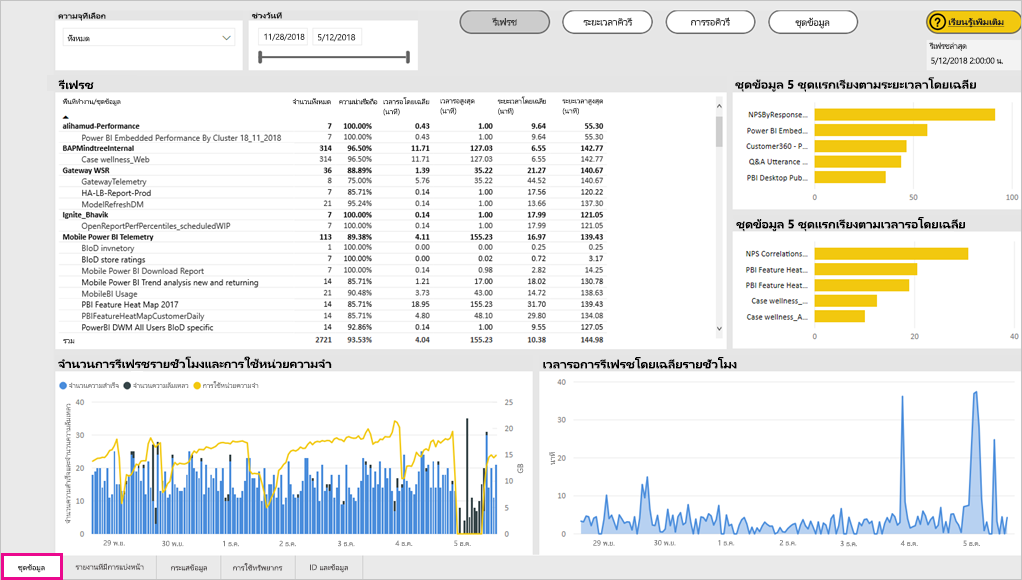 ความจุที่เลือก
ทั้งหมด
ช่วงวันที่
11/28/2018 5/12/2018
รีเฟรช
ระยะเวลาคิวรี
การรอคิวรี
ชุดข้อมูล
? เรียนรู้เพิ่มเติม
รีเฟรชล่าสุด
5/12/2018 2:00:00 น.
รีเฟรช
พื้นที่ทำงาน/ชุดข้อมูล จำนวนทั้งหมด ความน่าเชื่อถือ เวลารอโดยเฉลี่ย (นาที) เวลารอสูงสุด (นาที) ระยะเวลาโดยเฉลี่ย (นาที) ระยะเวลาสูงสุด (นาที)
alihamud-Performance 7 100.00% 0.43 1.00 9.64 55.30
Power BI Embedded Performance By Cluster 18_11_2018 7 100.00% 0.43 1.00 9.64 55.30
BAPMindtreeInternal 314 96.50% 11.71 127.03 6.55 142.77
Case wellness_Web 314 96.50% 11.71 127.03 6.55 142.77
Gateway WSR 36 88.89% 1.39 35.22 21.27 140.67
GatewayTelemetry 8 75.00% 5.76 35.22 44.52 140.67
HA-LB-Report-Prod 7 85.71% 0.14 1.00 17.56 120.22
ModelRefreshDM 21 95.24% 0.14 1.00 13.66 137.30
Ignite_Bhavik 7 100.00% 0.14 1.00 17.99 121.05
OpenReportPerfPercentiles_scheduledWIP 7 100.00% 0.14 1.00 17.99 121.05
Mobile Power BI Telemetry 113 89.38% 4.11 155.23 16.97 139.43
BIoD invnetory 1 100.00% 0.00 0.00 0.25 0.25
BIoD store ratings 7 100.00% 0.00 0.02 0.72 3.17
Mobile Power BI Download Report 7 100.00% 0.14 0.98 2.82 14.25
Mobile Power BI Trend analysis new and returning 14 85.71% 1.21 17.00 18.02 130.78
MobileBI Usage 21 90.48% 3.73 43.00 14.72 138.63
PBI Feature Heat Map 2017 14 85.71% 18.95 155.23 31.70 139.43
PBIFeatureHeatMapCustomerDaily 14 85.71% 4.80 48.10 29.80 134.08
PowerBI DWM All Users BIoD specific 14 92.86% 0.14 1.00 9.55 127.05
รวม 2721 93.53% 4.04 155.23 10.38 144.98
ชุดข้อมูล 5 ชุดแรกเรียงตามระยะเวลาโดยเฉลี่ย
NPSByResponse...
Power BI Embed...
Customer360 - P...
Q&A Utterance ...
PBI Desktop Pub...
0 50 100
ชุดข้อมูล 5 ชุดแรกเรียงตามเวลารอโดยเฉลี่ย
NPS Correlations...
PBI Feature Heat...
PBI Feature Heat...
Case wellness_...
Case wellness_A...
0 20 40
จำนวนการรีเฟรชรายชั่วโมงและการใช้หน่วยความจำ
จำนวนความสำเร็จ จำนวนความล้มเหลว การใช้หน่วยความจำ
จำนวนความสำเร็จและจำนวนความล้มเหลว
40
30
20
10
0
25
20
15
10
5
0
GB
29 พ.ย. 30 พ.ย. 1 ธ.ค. 2 ธ.ค. 3 ธ.ค. 4 ธ.ค. 5 ธ.ค.
เวลารอการรีเฟรชโดยเฉลี่ยรายชั่วโมง
นาที
40
30
20
10
0
29 พ.ย. 30 พ.ย. 1 ธ.ค. 2 ธ.ค. 3 ธ.ค. 4 ธ.ค. 5 ธ.ค.
ชุดข้อมูล
รายงานที่มีการแบ่งหน้า
กระแสข้อมูล
การใช้ทรัพยากร
ID และข้อมูล